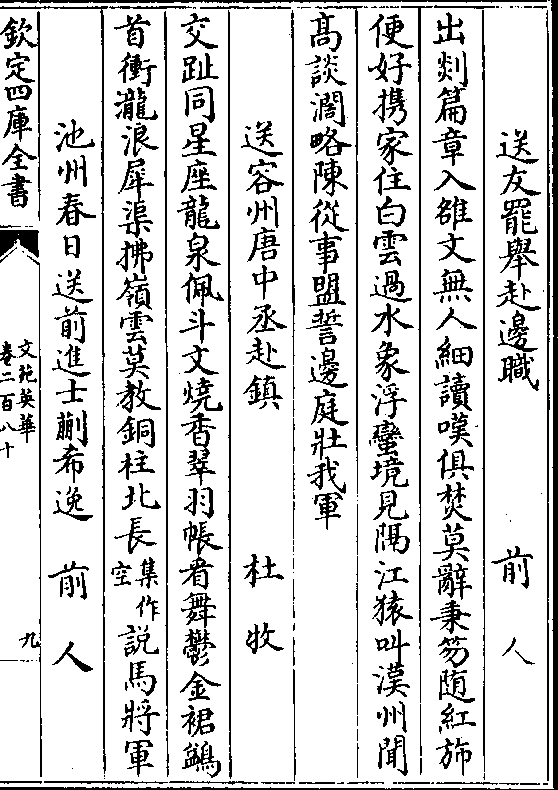 送友罷舉赴邊職 前人
出剡篇章入雒文無人細讀嘆俱焚莫辭秉笏随紅斾
便好携家住白雲過水象浮蠻境見隔江猿叫漢州聞
髙談濶略陳從事盟誓邊庭壯我軍
送容州唐中丞赴鎮 杜牧
交趾同星座龍泉佩斗文燒香翠羽帳看舞鬱金裙鷁
首衝瀧浪犀渠拂嶺雲莫教銅柱北長集作空說馬將軍
池州春日送前進士蒯希逸 前人
欽定四庫全書
文苑英華
卷二百八十
九